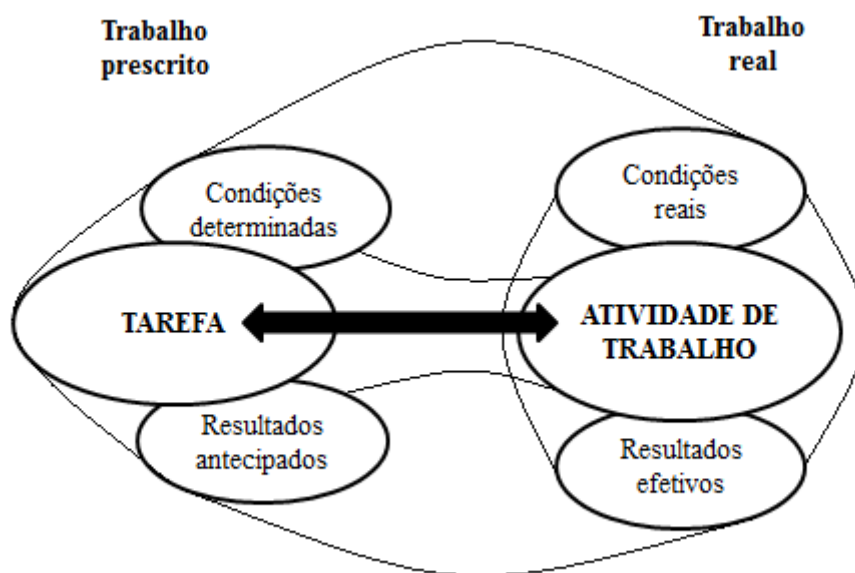 Trabalho
prescrito
Trabalho
real
Condições
determinadas
Condições
reais
TAREFA
ATIVIDADE DE
TRABALHO
Resultados
antecipados
Resultados
efetivos